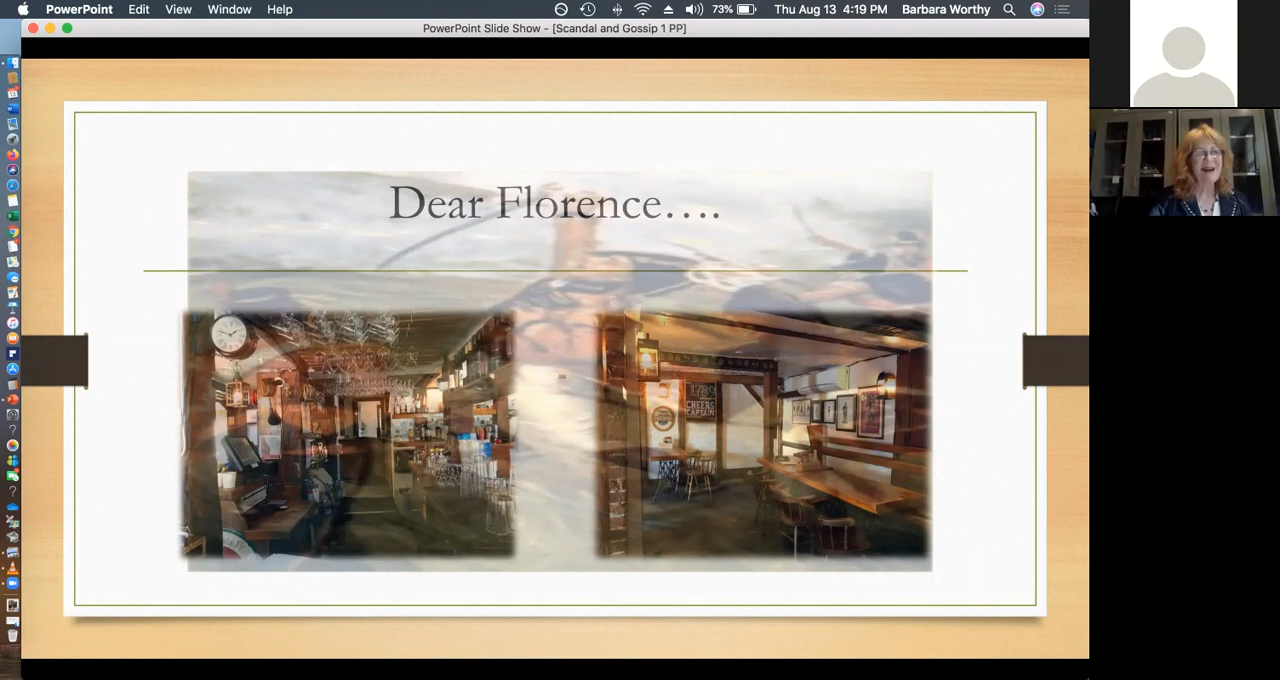 PowerPoint Edit View Window Help 73% Thu Aug 13 4:19 PM Barbara Worthy
PowerPoint Slide Show - [Scandal and Gossip 1 PP]
Dear Florence….
CHEERS
CAPTAIN